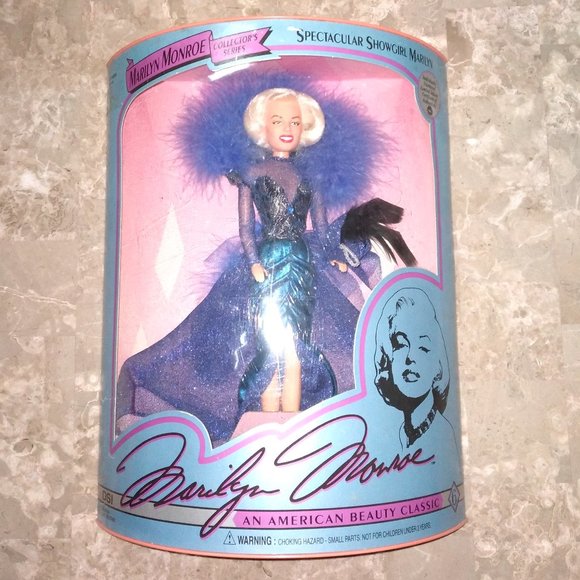 MARILYN MONROE
COLLECTOR'S
SERIES
SPECTACULAR SHOWGIRL MARILYN
Marilyn Monroe
DSI
AN AMERICAN BEAUTY CLASSIC
WARNING: CHOKING HAZARD - SMALL PARTS. NOT FOR CHILDREN UNDER 3 YEARS.